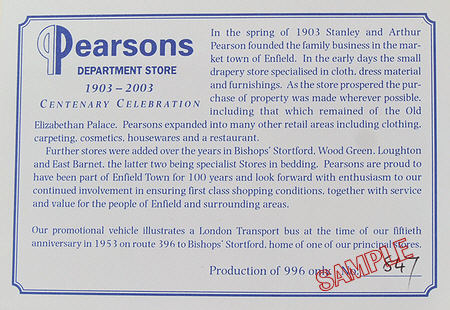 Pearsons
DEPARTMENT STORE
1903 – 2003
CENTENARY CELEBRATION
In the spring of 1903 Stanley and Arthur
Pearson founded the family business in the mar-
ket town of Enfield. In the early days the small
drapery store specialised in cloth, dress material
and furnishings. As the store prospered the pur-
chase of property was made wherever possible,
including that which remained of the Old
Elizabethan Palace. Pearsons expanded into many other retail areas including clothing,
carpeting, cosmetics, housewares and a restaurant.
Further stores were added over the years in Bishops' Stortford, Wood Green, Loughton
and East Barnet, the latter two being specialist Stores in bedding. Pearsons are proud to
have been part of Enfield Town for 100 years and look forward with enthusiasm to our
continued involvement in ensuring first class shopping conditions, together with service
and value for the people of Enfield and surrounding areas.
Our promotional vehicle illustrates a London Transport bus at the time of our fiftieth
anniversary in 1953 on route 396 to Bishops' Stortford, home of one of our principal stores.
Production of 996 only No. 547
SAMPLE